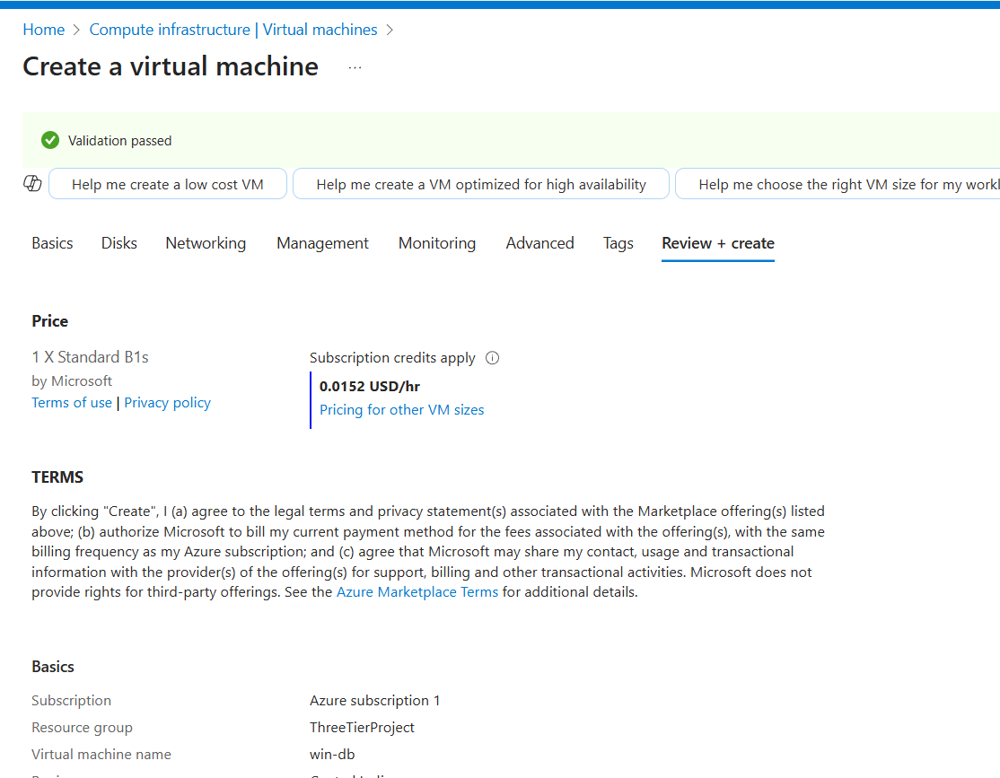 Home > Compute infrastructure | Virtual machines >
Create a virtual machine ...
Validation passed
Help me create a low cost VM Help me create a VM optimized for high availability Help me choose the right VM size for my workl
Basics Disks Networking Management Monitoring Advanced Tags Review + create
Price
1 X Standard B1s
by Microsoft
Terms of use | Privacy policy
Subscription credits apply
0.0152 USD/hr
Pricing for other VM sizes
TERMS
By clicking "Create", I (a) agree to the legal terms and privacy statement(s) associated with the Marketplace offering(s) listed
above; (b) authorize Microsoft to bill my current payment method for the fees associated with the offering(s), with the same
billing frequency as my Azure subscription; and (c) agree that Microsoft may share my contact, usage and transactional
information with the provider(s) of the offering(s) for support, billing and other transactional activities. Microsoft does not
provide rights for third-party offerings. See the Azure Marketplace Terms for additional details.
Basics
Subscription Azure subscription 1
Resource group ThreeTierProject
Virtual machine name win-db